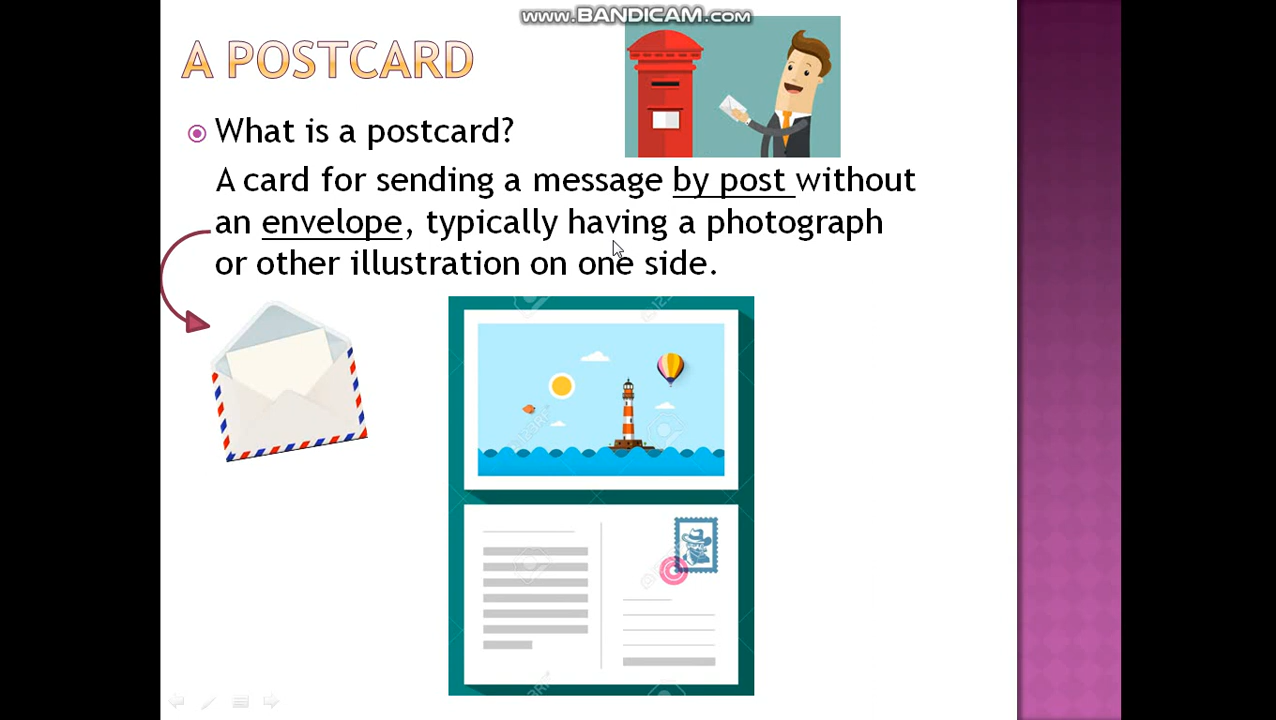 www.BANDICAM.com
A POSTCARD
What is a postcard?
A card for sending a message by post without
an envelope, typically having a photograph
or other illustration on one side.